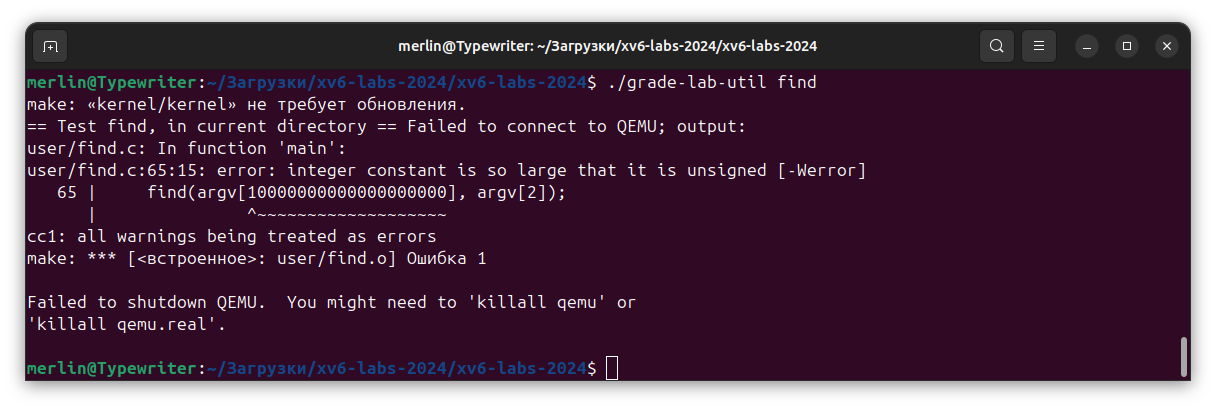 merlin@Typewriter: ~/Загрузки/xv6-labs-2024/xv6-labs-2024
merlin@Typewriter:~/Загрузки/xv6-labs-2024/xv6-labs-2024$ ./grade-lab-util find
make: «kernel/kernel» не требует обновления.
== Test find, in current directory == Failed to connect to QEMU; output:
user/find.c: In function 'main':
user/find.c:65:15: error: integer constant is so large that it is unsigned [-Werror]
   65 |     find(argv[10000000000000000000], argv[2]);
      |               ^~~~~~~~~~~~~~~~~~~~
cc1: all warnings being treated as errors
make: *** [<встроенное>: user/find.o] Ошибка 1
Failed to shutdown QEMU.  You might need to 'killall qemu' or
'killall qemu.real'.
merlin@Typewriter:~/Загрузки/xv6-labs-2024/xv6-labs-2024$